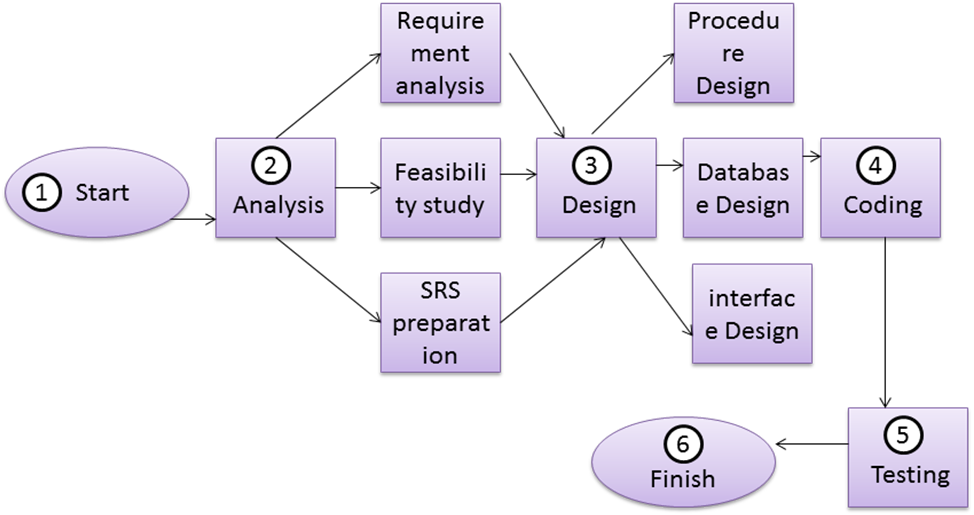 1 Start
2
Analysis
Require
ment
analysis
Feasibili
ty study
SRS
preparat
ion
3
Design
Procedu
re
Design
Databas
e Design
interfac
e Design
4
Coding
5
Testing
6
Finish